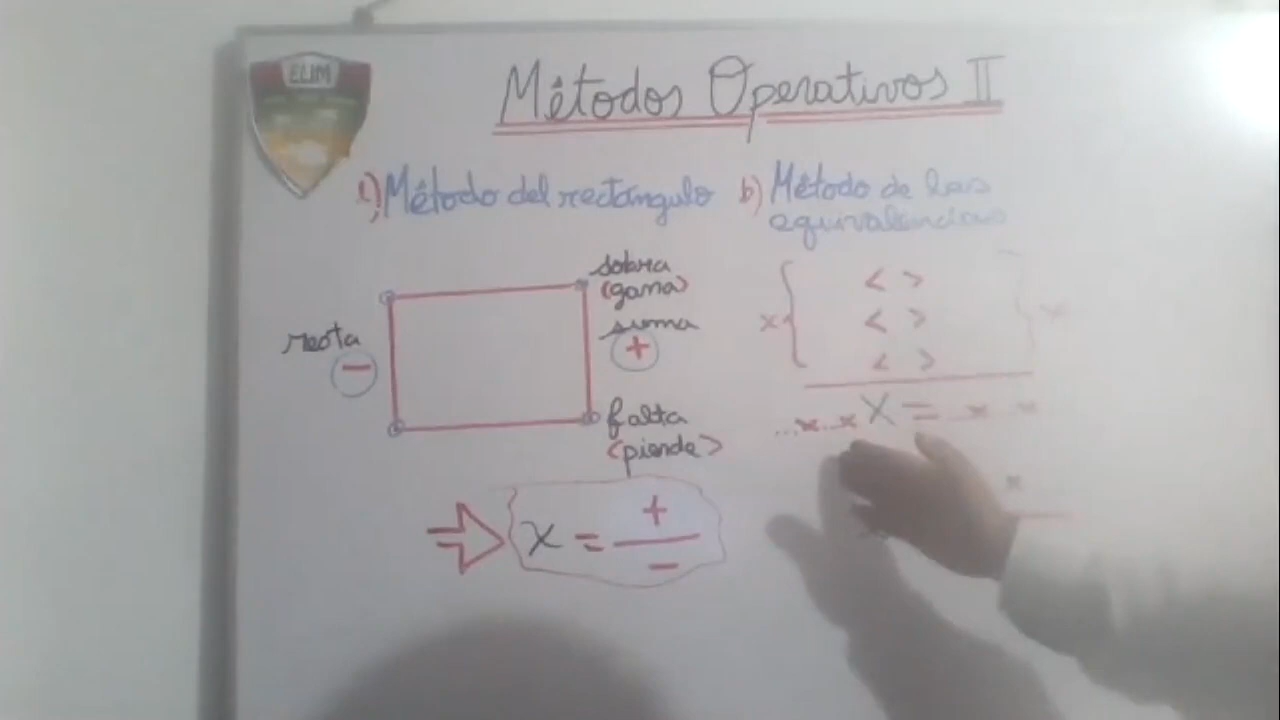 ELIM
Métodos Operativos II
a) Método del rectángulo
b) Método de las
equivalencias
sobra
(gana)
suma
+
resta
−
falta
(pierde)
x = + / −
x { < >
< >
< > } x
...x...x X = x x
x